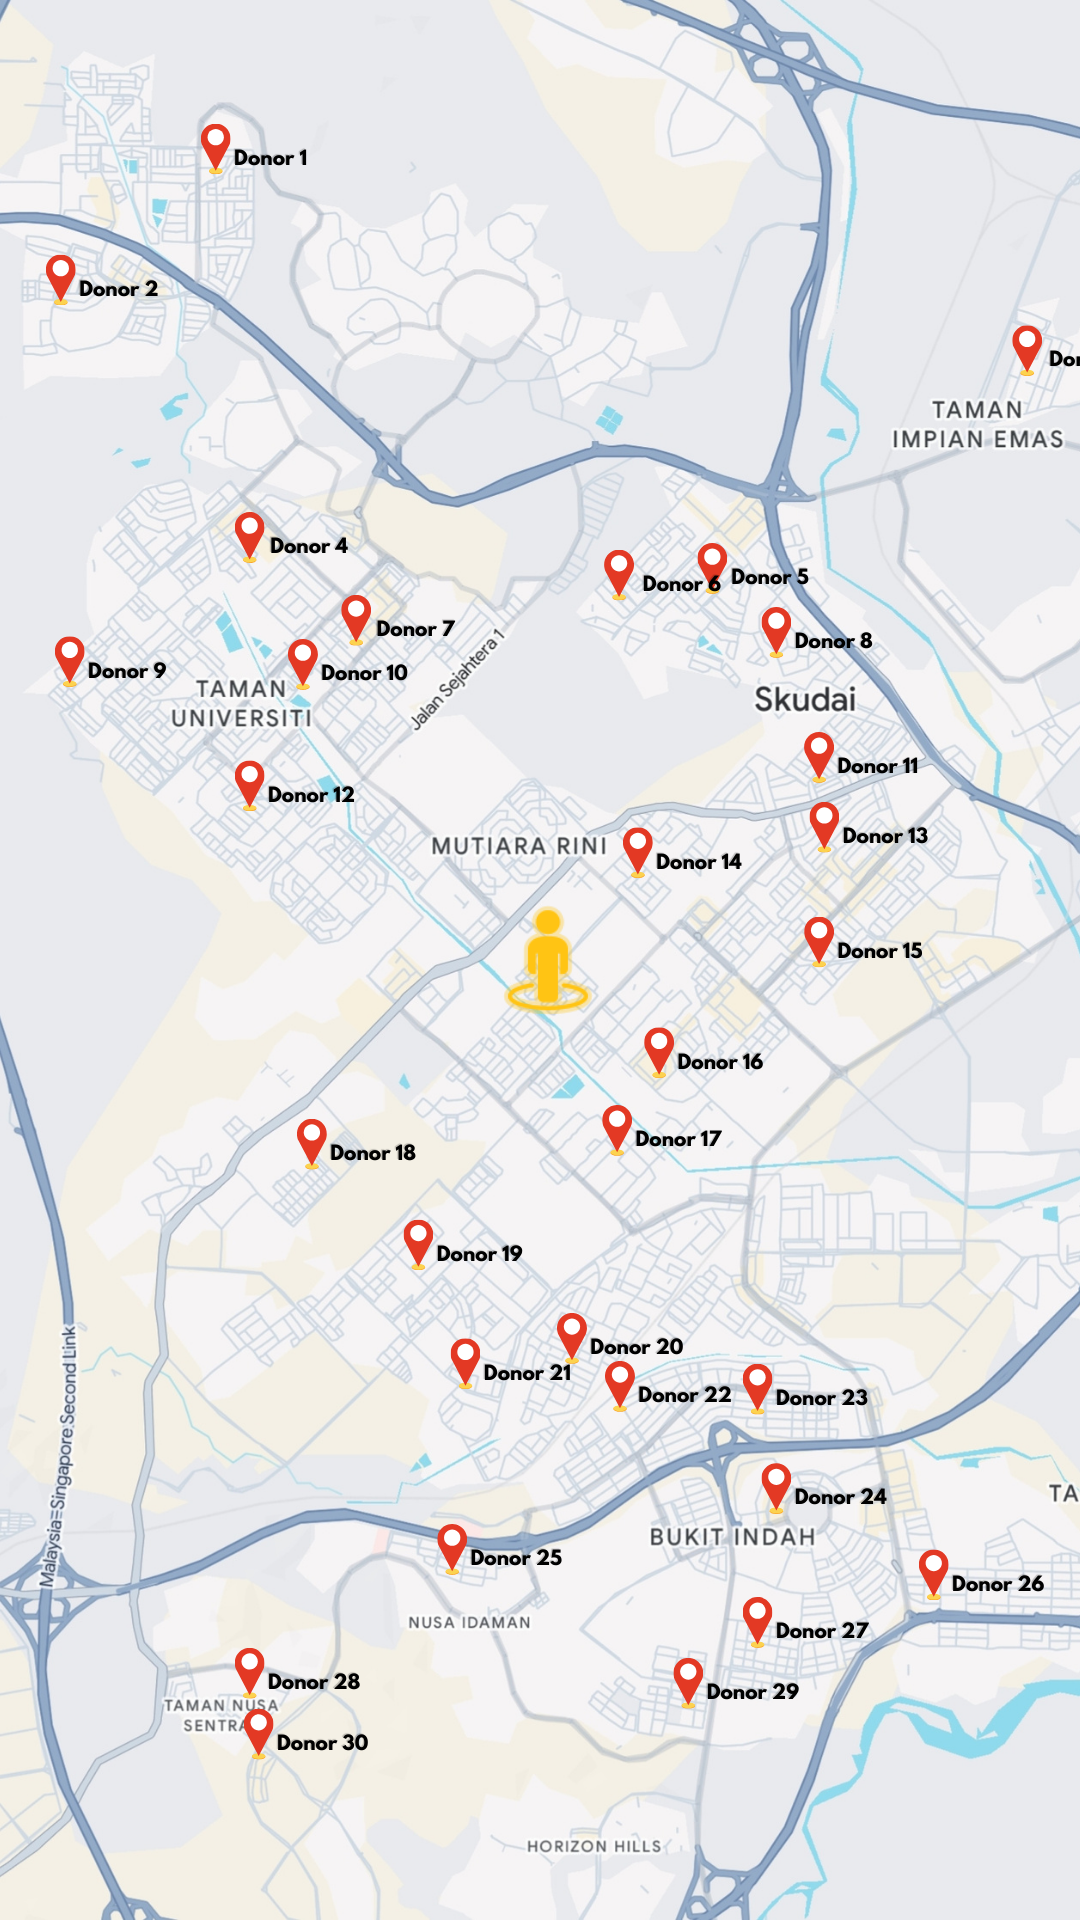 Donor 1
Donor 2
Don
TAMAN
IMPIAN EMAS
Donor 4
Donor 5
Donor 6
Donor 7
Donor 8
Jalan Sejahtera 1
Donor 9
Donor 10
TAMAN
UNIVERSITI
Skudai
Donor 11
Donor 12
Donor 13
MUTIARA RINI
Donor 14
Donor 15
Donor 16
Donor 17
Donor 18
Donor 19
Donor 20
Donor 21
Donor 22
Donor 23
Malaysia=Singapore Second Link
Donor 24
TA
BUKIT INDAH
Donor 25
Donor 26
NUSA IDAMAN
Donor 27
Donor 28
Donor 29
TAMAN NUSA
SENTRA
Donor 30
HORIZON HILLS